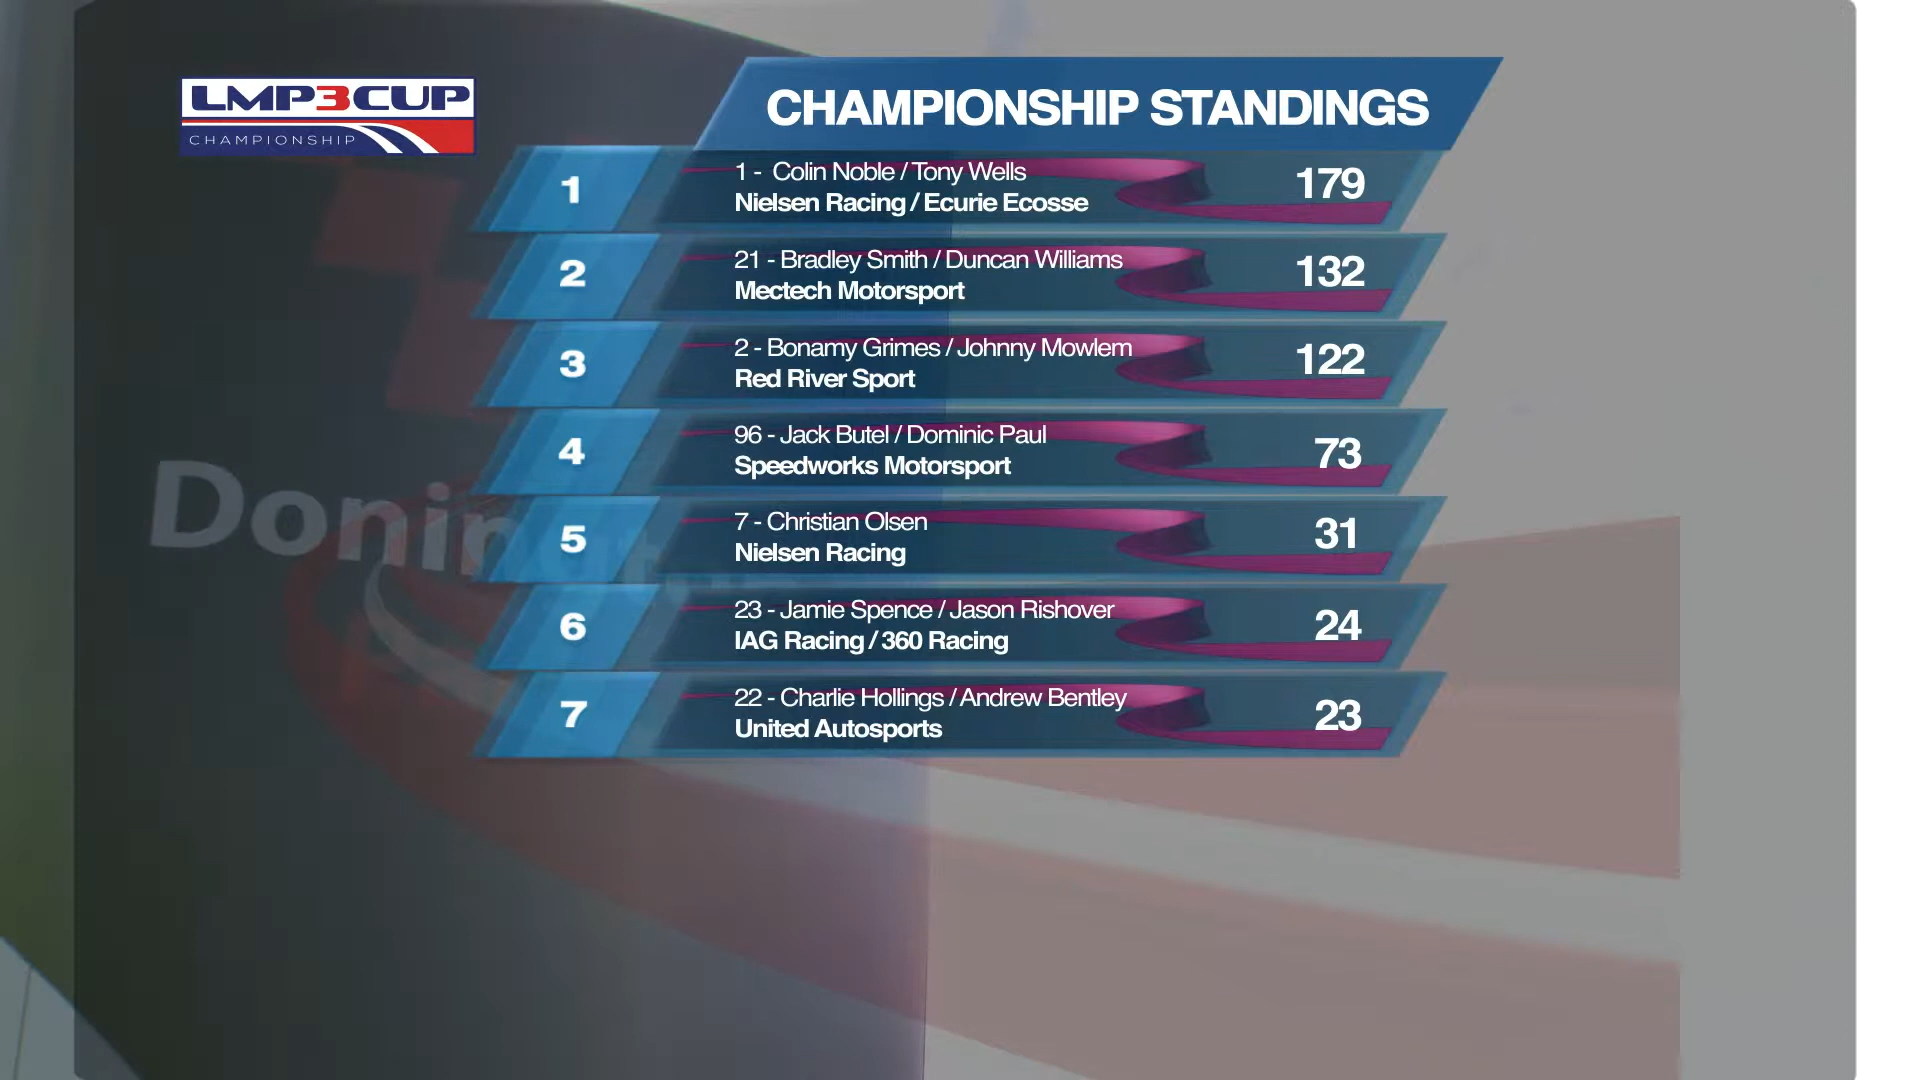 LMP3CUP
CHAMPIONSHIP
CHAMPIONSHIP STANDINGS
1
1 - Colin Noble / Tony Wells
Nielsen Racing / Ecurie Ecosse
179
2
21 - Bradley Smith / Duncan Williams
Mectech Motorsport
132
3
2 - Bonamy Grimes / Johnny Mowlem
Red River Sport
122
4
96 - Jack Butel / Dominic Paul
Speedworks Motorsport
73
5
7 - Christian Olsen
Nielsen Racing
31
6
23 - Jamie Spence / Jason Rishover
IAG Racing / 360 Racing
24
7
22 - Charlie Hollings / Andrew Bentley
United Autosports
23